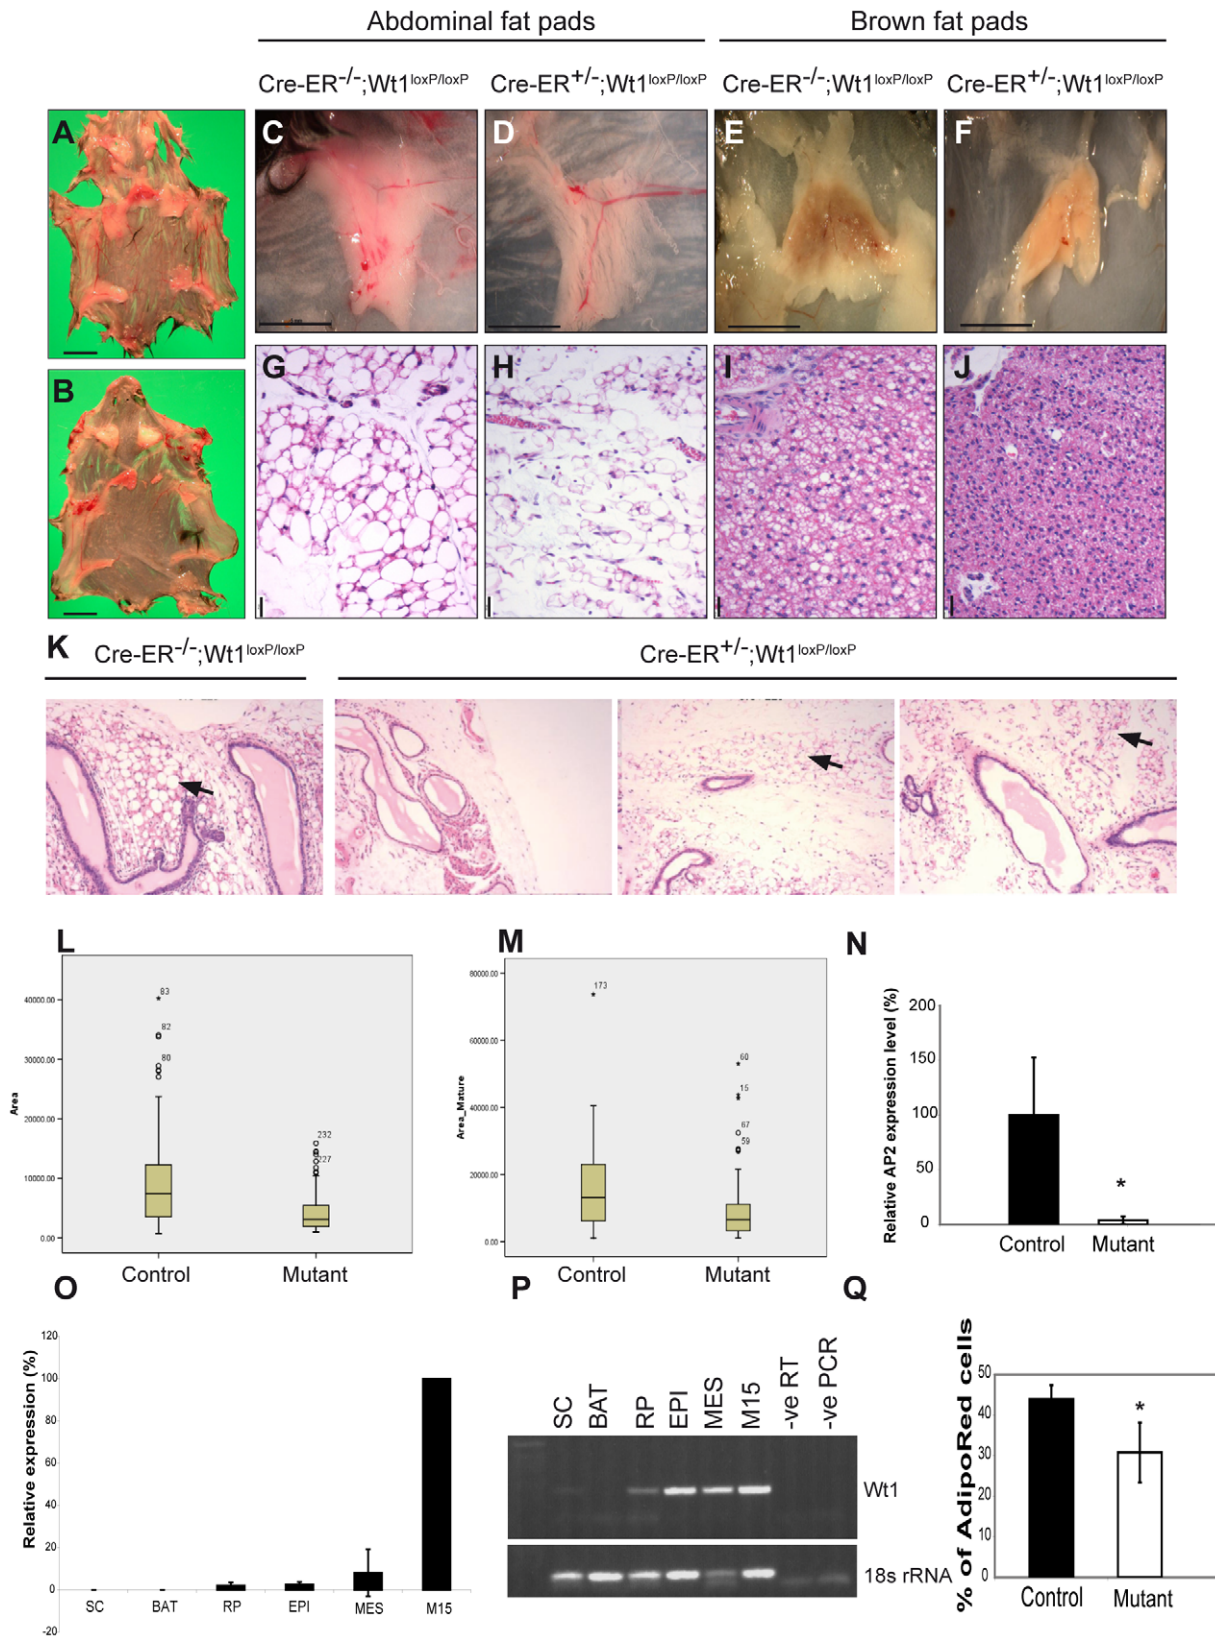 Abdominal fat pads Brown fat pads
Cre-ER-/-;Wt1loxP/loxP Cre-ER+/-;Wt1loxP/loxP Cre-ER-/-;Wt1loxP/loxP Cre-ER+/-;Wt1loxP/loxP
A C D E F
B G H I J
K Cre-ER-/-;Wt1loxP/loxP Cre-ER+/-;Wt1loxP/loxP
L
Area
40000.00
30000.00
20000.00
10000.00
0.00
83
82
80
232
227
Control Mutant
M
Area_Mature
80000.00
60000.00
40000.00
20000.00
0.00
173
60
15
67
59
Control Mutant
N
Relative AP2 expression level (%)
200
150
100
50
0
*
Control Mutant
O
Relative expression (%)
120
100
80
60
40
20
0
-20
SC BAT RP EPI MES M15
P
SC BAT RP EPI MES M15 -ve RT -ve PCR
Wt1
18s rRNA
Q
% of AdipoRed cells
50
40
30
20
10
0
*
Control Mutant